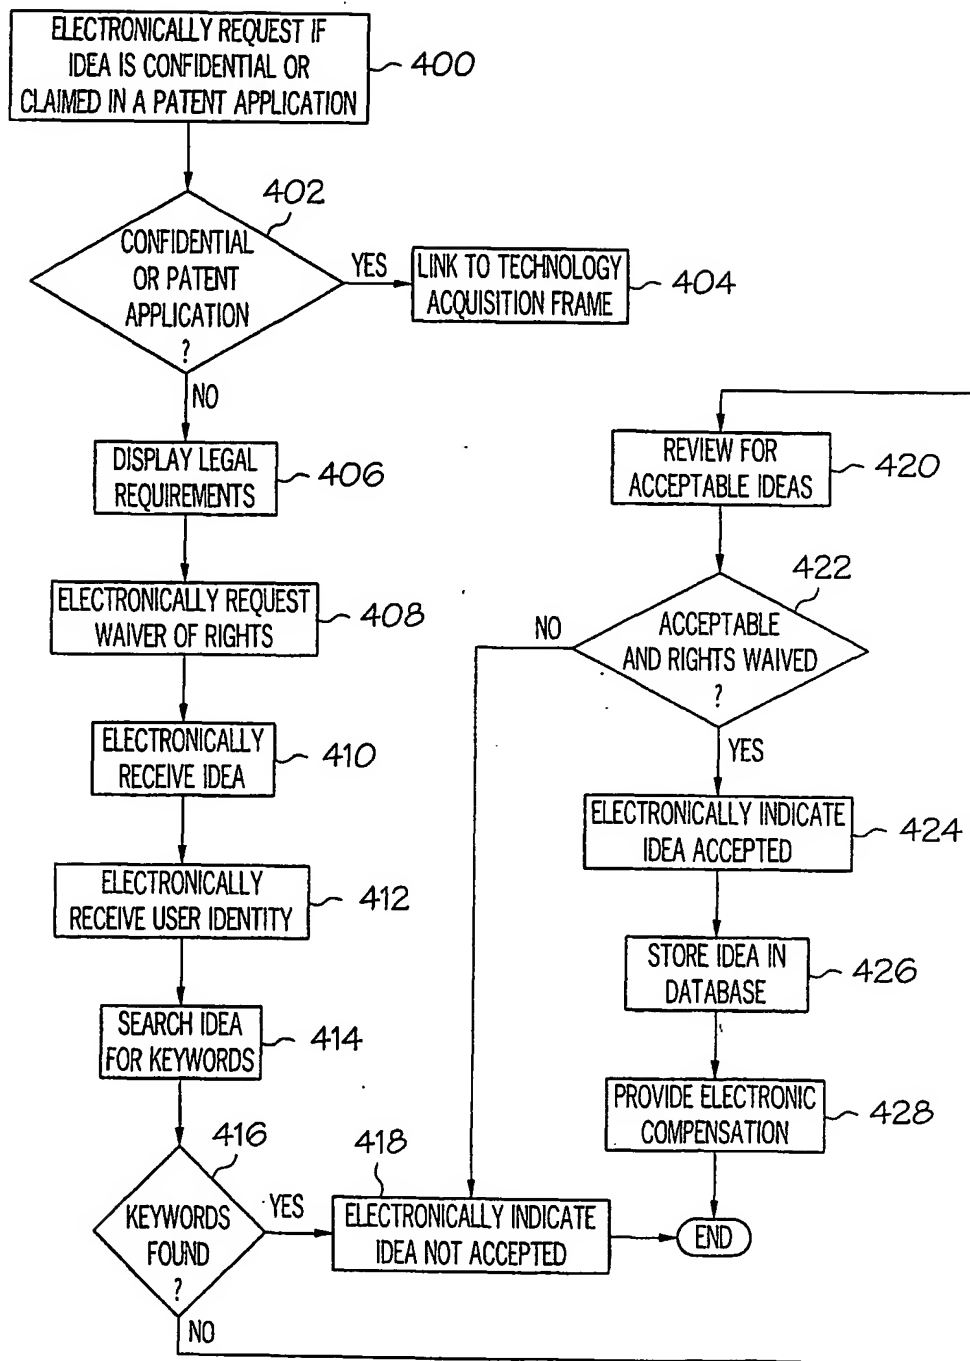 ELECTRONICALLY REQUEST IF
IDEA IS CONFIDENTIAL OR
CLAIMED IN A PATENT APPLICATION
400
402
CONFIDENTIAL
OR PATENT
APPLICATION
?
YES
LINK TO TECHNOLOGY
ACQUISITION FRAME
404
NO
DISPLAY LEGAL
REQUIREMENTS
406
ELECTRONICALLY REQUEST
WAIVER OF RIGHTS
408
ELECTRONICALLY
RECEIVE IDEA
410
ELECTRONICALLY
RECEIVE USER IDENTITY
412
SEARCH IDEA
FOR KEYWORDS
414
416
KEYWORDS
FOUND
?
YES
NO
418
ELECTRONICALLY INDICATE
IDEA NOT ACCEPTED
REVIEW FOR
ACCEPTABLE IDEAS
420
422
ACCEPTABLE
AND RIGHTS WAIVED
?
NO
YES
ELECTRONICALLY INDICATE
IDEA ACCEPTED
424
STORE IDEA IN
DATABASE
426
PROVIDE ELECTRONIC
COMPENSATION
428
END